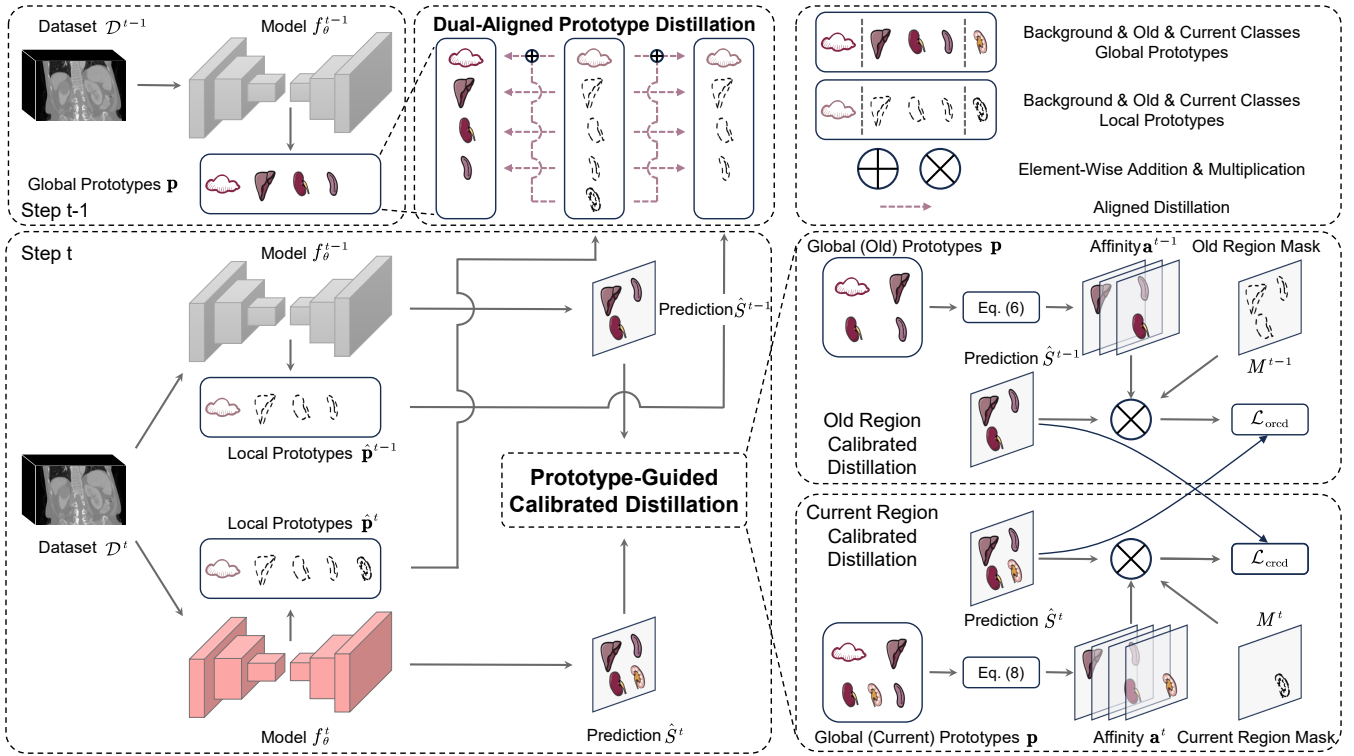 Dataset 𝒟ᵗ⁻¹
Model f_θ^{t-1}
Global Prototypes p
Step t-1
Dual-Aligned Prototype Distillation
Background & Old & Current Classes
Global Prototypes
Background & Old & Current Classes
Local Prototypes
Element-Wise Addition & Multiplication
Aligned Distillation
Step t
Model f_θ^{t-1}
Prediction Ŝ^{t-1}
Local Prototypes p̂^{t-1}
Dataset 𝒟ᵗ
Local Prototypes p̂^t
Model f_θ^t
Prediction Ŝ^t
Prototype-Guided
Calibrated Distillation
Global (Old) Prototypes p
Affinity a^{t-1}
Old Region Mask
Eq. (6)
Prediction Ŝ^{t-1}
M^{t-1}
Old Region
Calibrated
Distillation
ℒ_orcd
Current Region
Calibrated
Distillation
ℒ_crcd
Prediction Ŝ^t
M^t
Eq. (8)
Global (Current) Prototypes p
Affinity a^t
Current Region Mask